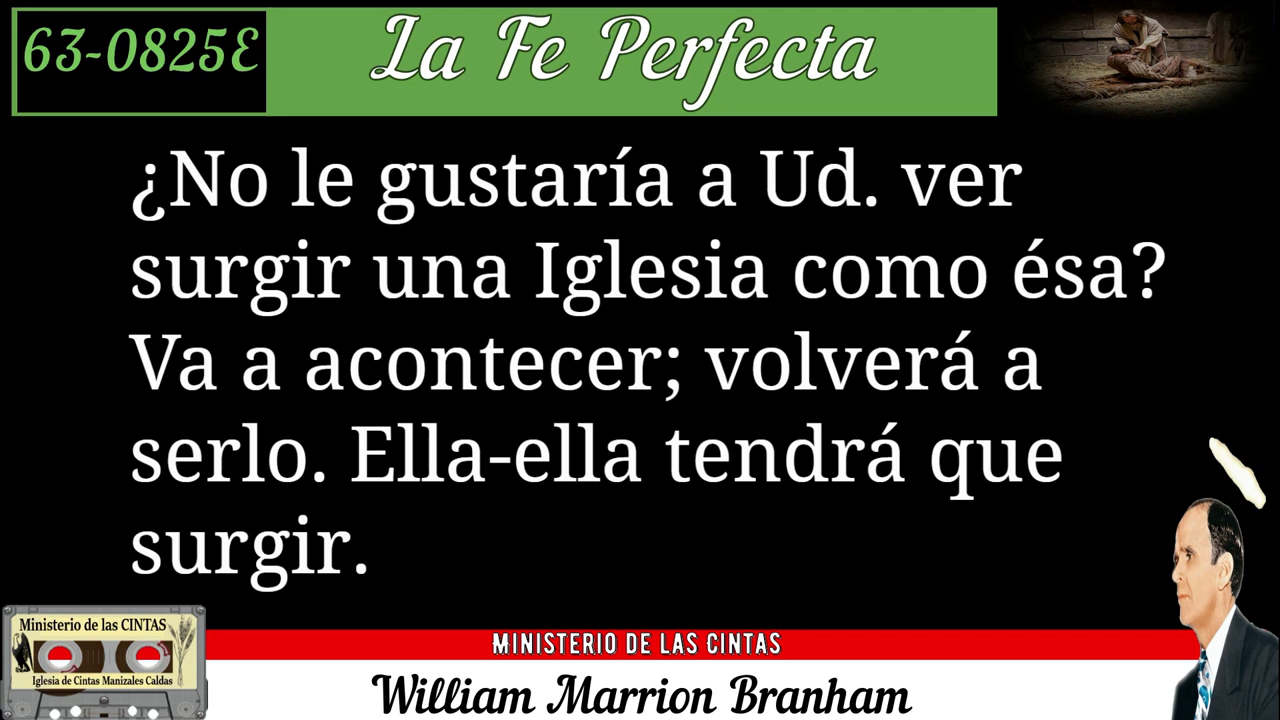 63-0825E
La Fe Perfecta
¿No le gustaría a Ud. ver
surgir una Iglesia como ésa?
Va a acontecer; volverá a
serlo. Ella-ella tendrá que
surgir.
Ministerio de las CINTAS
Iglesia de Cintas Manizales Caldas
MINISTERIO DE LAS CINTAS
William Marrion Branham